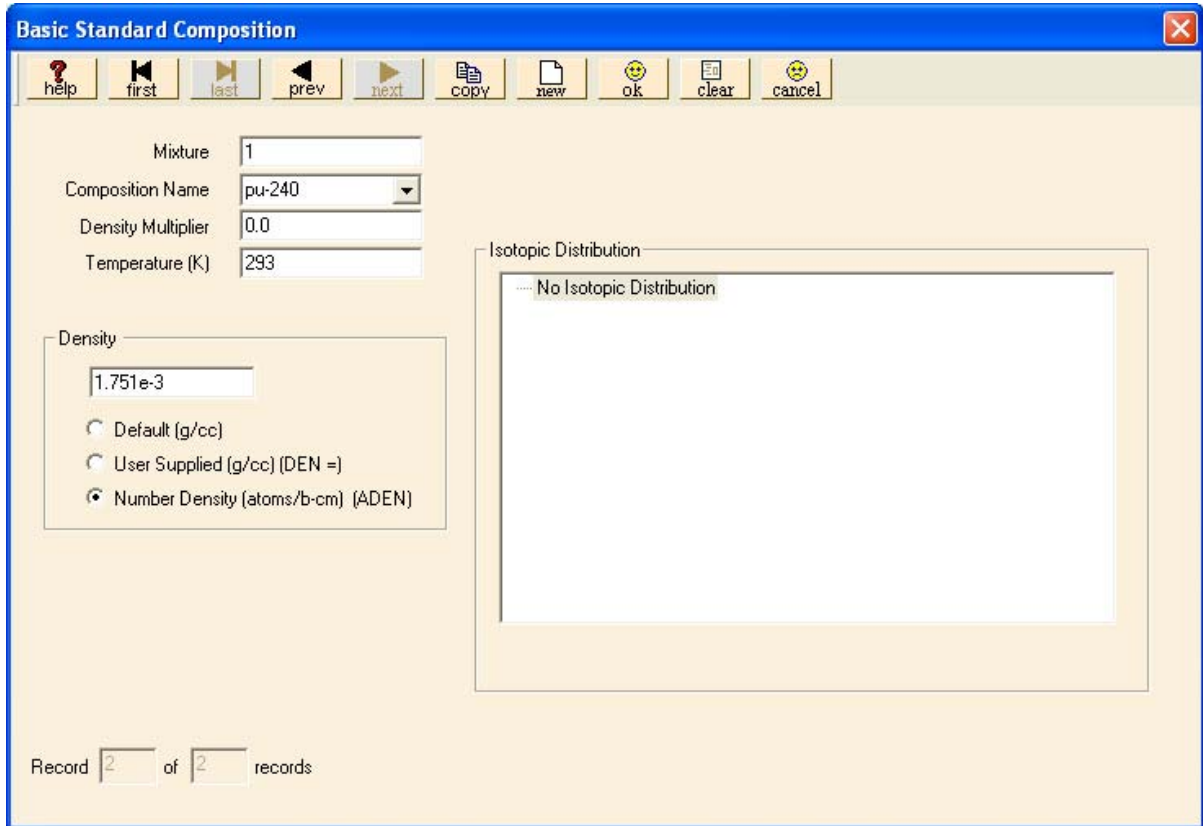 Basic Standard Composition
help first last prev next copy new ok clear cancel
Mixture 1
Composition Name pu-240
Density Multiplier 0.0
Temperature (K) 293
Isotopic Distribution
No Isotopic Distribution
Density
1.751e-3
Default (g/cc)
User Supplied (g/cc) (DEN =)
Number Density (atoms/b-cm) (ADEN)
Record 2 of 2 records